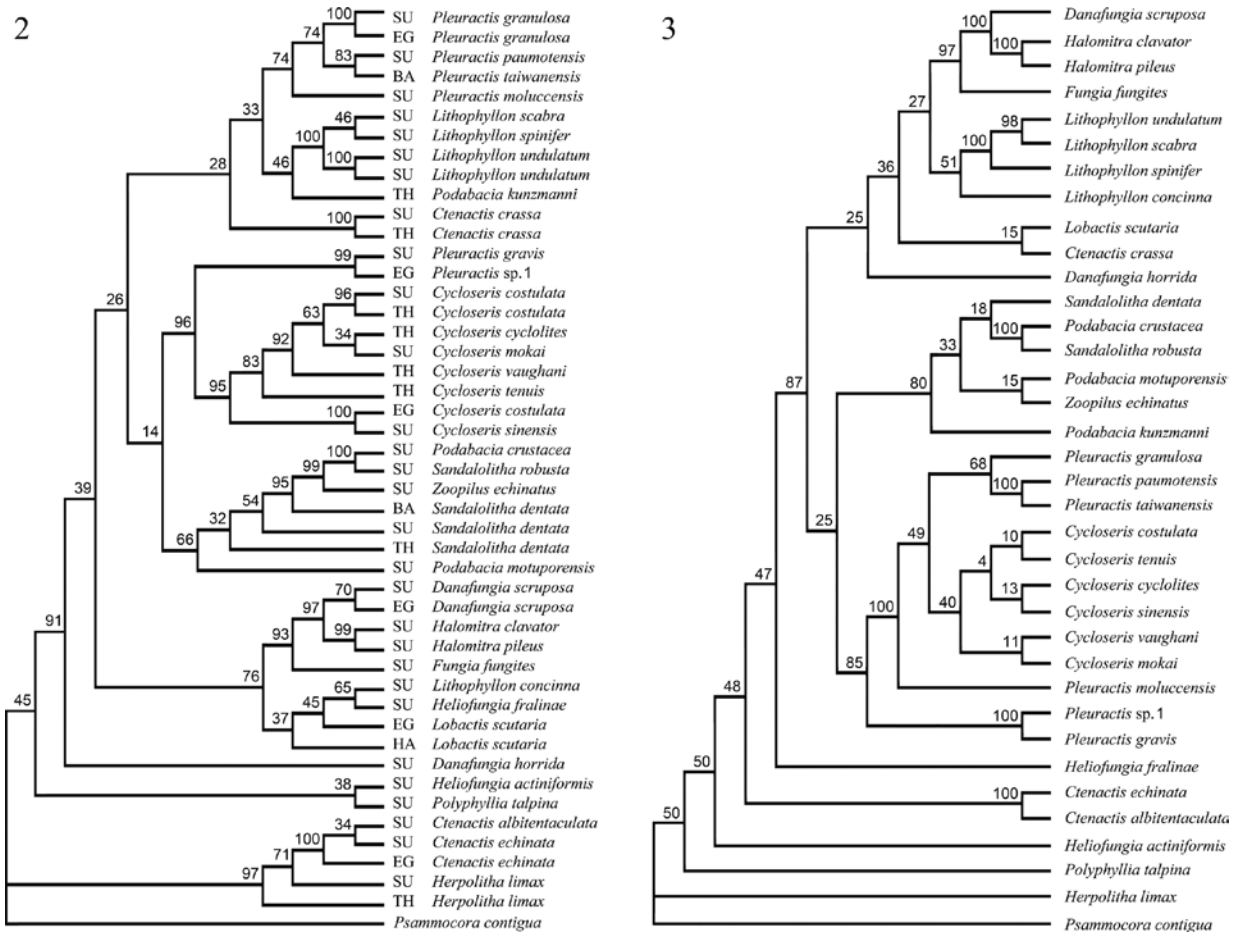 2
100 SU Pleuractis granulosa
74 EG Pleuractis granulosa
74 83 SU Pleuractis paumotensis
BA Pleuractis taiwanensis
33 SU Pleuractis moluccensis
46 SU Lithophyllon scabra
100 SU Lithophyllon spinifer
28 46 100 SU Lithophyllon undulatum
SU Lithophyllon undulatum
TH Podabacia kunzmanni
100 SU Ctenactis crassa
TH Ctenactis crassa
99 SU Pleuractis gravis
EG Pleuractis sp.1
26 96 96 SU Cycloseris costulata
63 TH Cycloseris costulata
92 34 TH Cycloseris cyclolites
SU Cycloseris mokai
83 TH Cycloseris vaughani
95 TH Cycloseris tenuis
100 EG Cycloseris costulata
14 SU Cycloseris sinensis
100 SU Podabacia crustacea
99 SU Sandalolitha robusta
39 95 SU Zoopilus echinatus
54 BA Sandalolitha dentata
32 SU Sandalolitha dentata
66 TH Sandalolitha dentata
SU Podabacia motuporensis
70 SU Danafungia scruposa
97 EG Danafungia scruposa
91 93 99 SU Halomitra clavator
SU Halomitra pileus
SU Fungia fungites
76 65 SU Lithophyllon concinna
45 SU Heliofungia fralinae
45 37 EG Lobactis scutaria
HA Lobactis scutaria
SU Danafungia horrida
38 SU Heliofungia actiniformis
SU Polyphyllia talpina
34 SU Ctenactis albitentaculata
100 SU Ctenactis echinata
71 EG Ctenactis echinata
97 SU Herpolitha limax
TH Herpolitha limax
Psammocora contigua
3
100 Danafungia scruposa
97 100 Halomitra clavator
Halomitra pileus
27 Fungia fungites
98 Lithophyllon undulatum
100 Lithophyllon scabra
36 51 Lithophyllon spinifer
Lithophyllon concinna
25 15 Lobactis scutaria
Ctenactis crassa
Danafungia horrida
18 Sandalolitha dentata
33 100 Podabacia crustacea
Sandalolitha robusta
87 80 15 Podabacia motuporensis
Zoopilus echinatus
Podabacia kunzmanni
68 Pleuractis granulosa
100 Pleuractis paumotensis
Pleuractis taiwanensis
25 49 10 Cycloseris costulata
4 Cycloseris tenuis
47 40 13 Cycloseris cyclolites
Cycloseris sinensis
100 11 Cycloseris vaughani
Cycloseris mokai
85 Pleuractis moluccensis
48 100 Pleuractis sp.1
Pleuractis gravis
50 Heliofungia fralinae
100 Ctenactis echinata
50 Ctenactis albitentaculata
Heliofungia actiniformis
Polyphyllia talpina
Herpolitha limax
Psammocora contigua